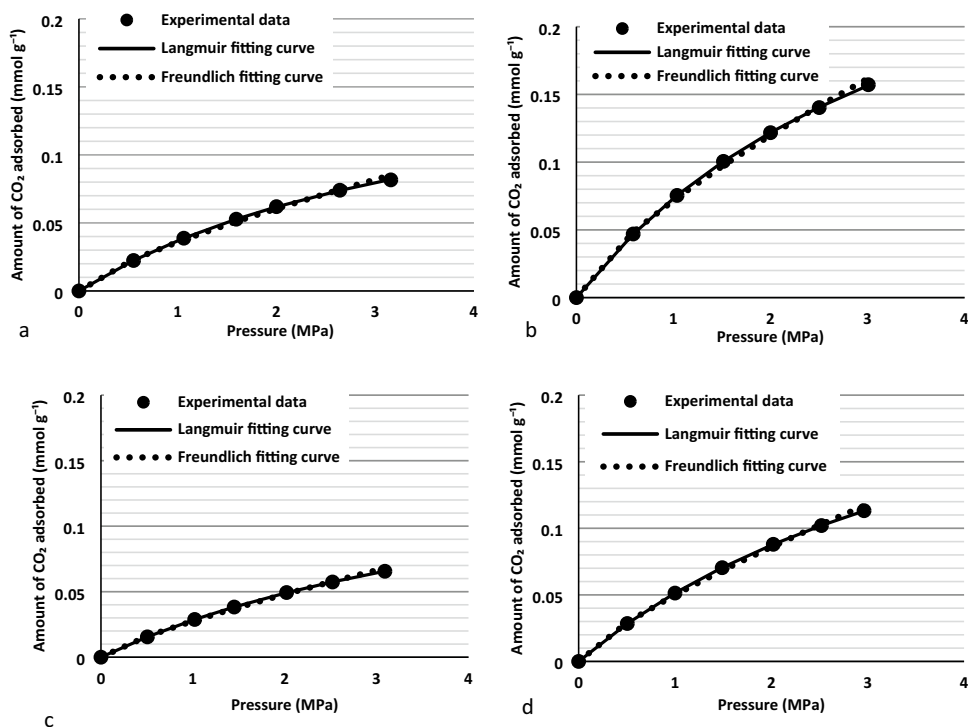 0.2
Experimental data
Langmuir fitting curve
Freundlich fitting curve
0.15
0.1
0.05
0
0 1 2 3 4
Amount of CO₂ adsorbed (mmol g⁻¹)
Pressure (MPa)
a
0.2
Experimental data
Langmuir fitting curve
Freundlich fitting curve
0.15
0.1
0.05
0
0 1 2 3 4
Amount of CO₂ adsorbed (mmol g⁻¹)
Pressure (MPa)
b
0.2
Experimental data
Langmuir fitting curve
Freundlich fitting curve
0.15
0.1
0.05
0
0 1 2 3 4
Amount of CO₂ adsorbed (mmol g⁻¹)
Pressure (MPa)
c
0.2
Experimental data
Langmuir fitting curve
Freundlich fitting curve
0.15
0.1
0.05
0
0 1 2 3 4
Amount of CO₂ adsorbed (mmol g⁻¹)
Pressure (MPa)
d